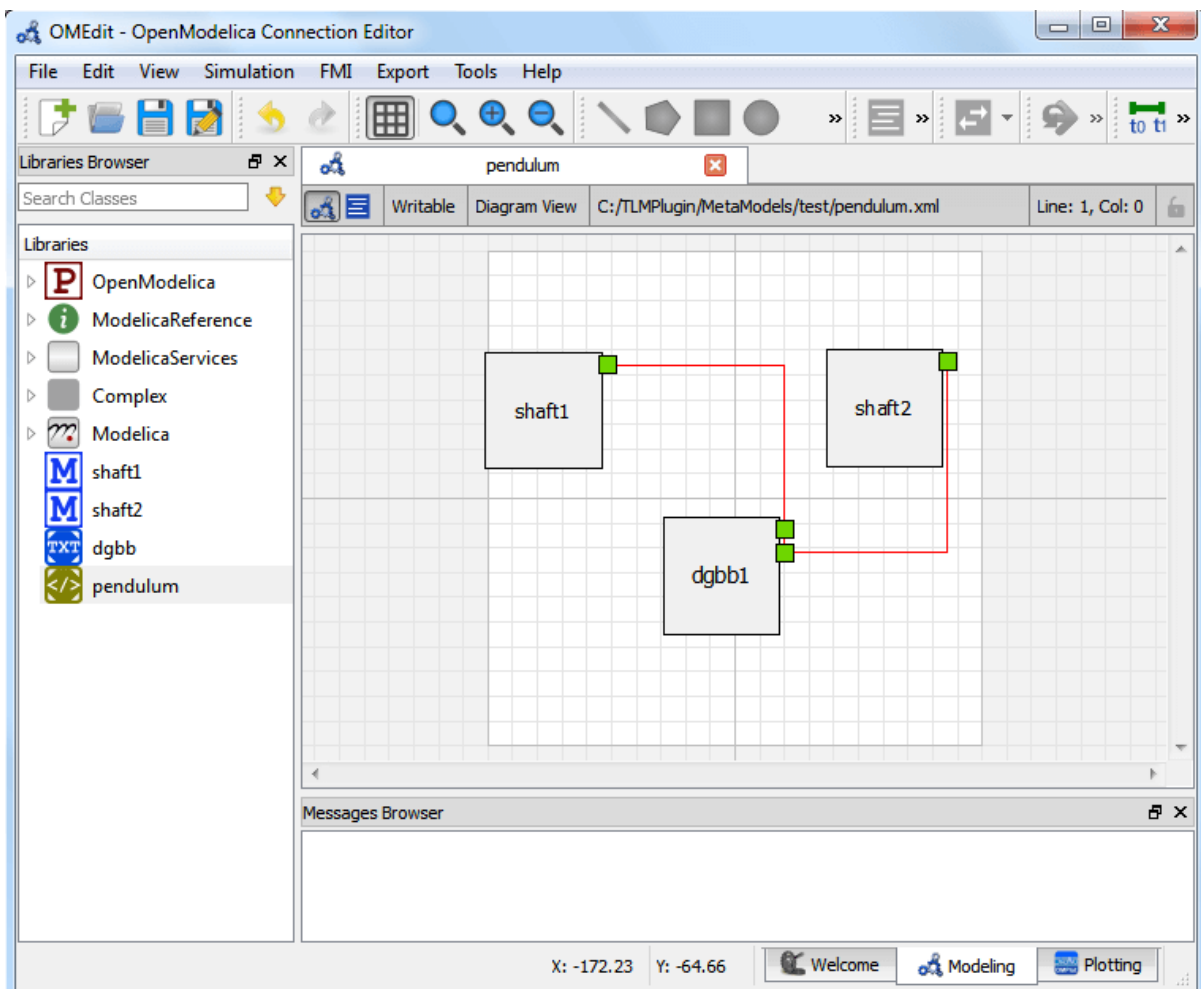 OMEdit - OpenModelica Connection Editor
File Edit View Simulation FMI Export Tools Help
» » » t0 t1 »
Libraries Browser
pendulum
Search Classes
Writable Diagram View C:/TLMPlugin/MetaModels/test/pendulum.xml Line: 1, Col: 0
Libraries
P OpenModelica
i ModelicaReference
ModelicaServices
Complex
Modelica
M shaft1
M shaft2
TXT dgbb
</> pendulum
shaft1
shaft2
dgbb1
Messages Browser
X: -172.23 Y: -64.66 Welcome Modeling Plotting